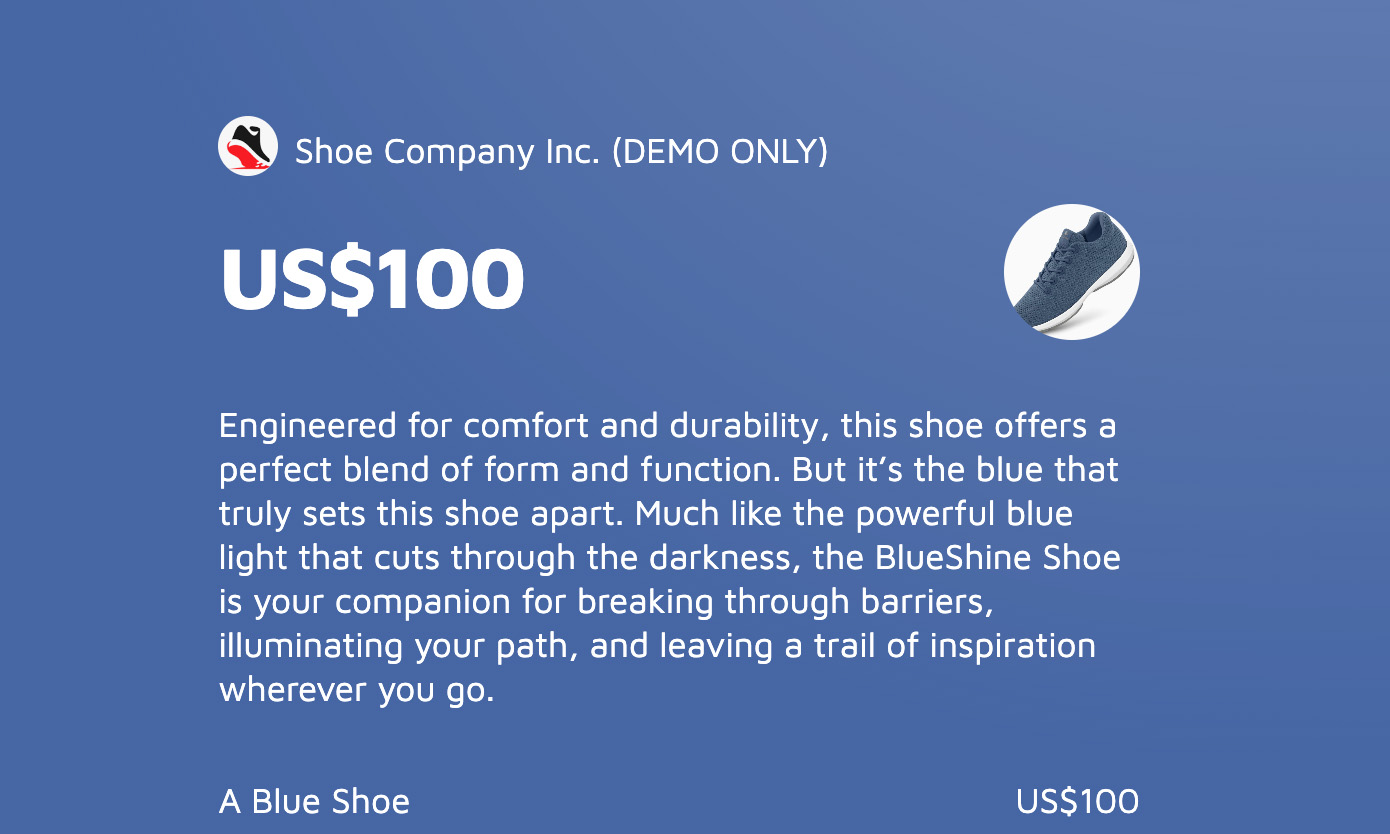 Shoe Company Inc. (DEMO ONLY)
US$100
Engineered for comfort and durability, this shoe offers a
perfect blend of form and function. But it’s the blue that
truly sets this shoe apart. Much like the powerful blue
light that cuts through the darkness, the BlueShine Shoe
is your companion for breaking through barriers,
illuminating your path, and leaving a trail of inspiration
wherever you go.
A Blue Shoe US$100